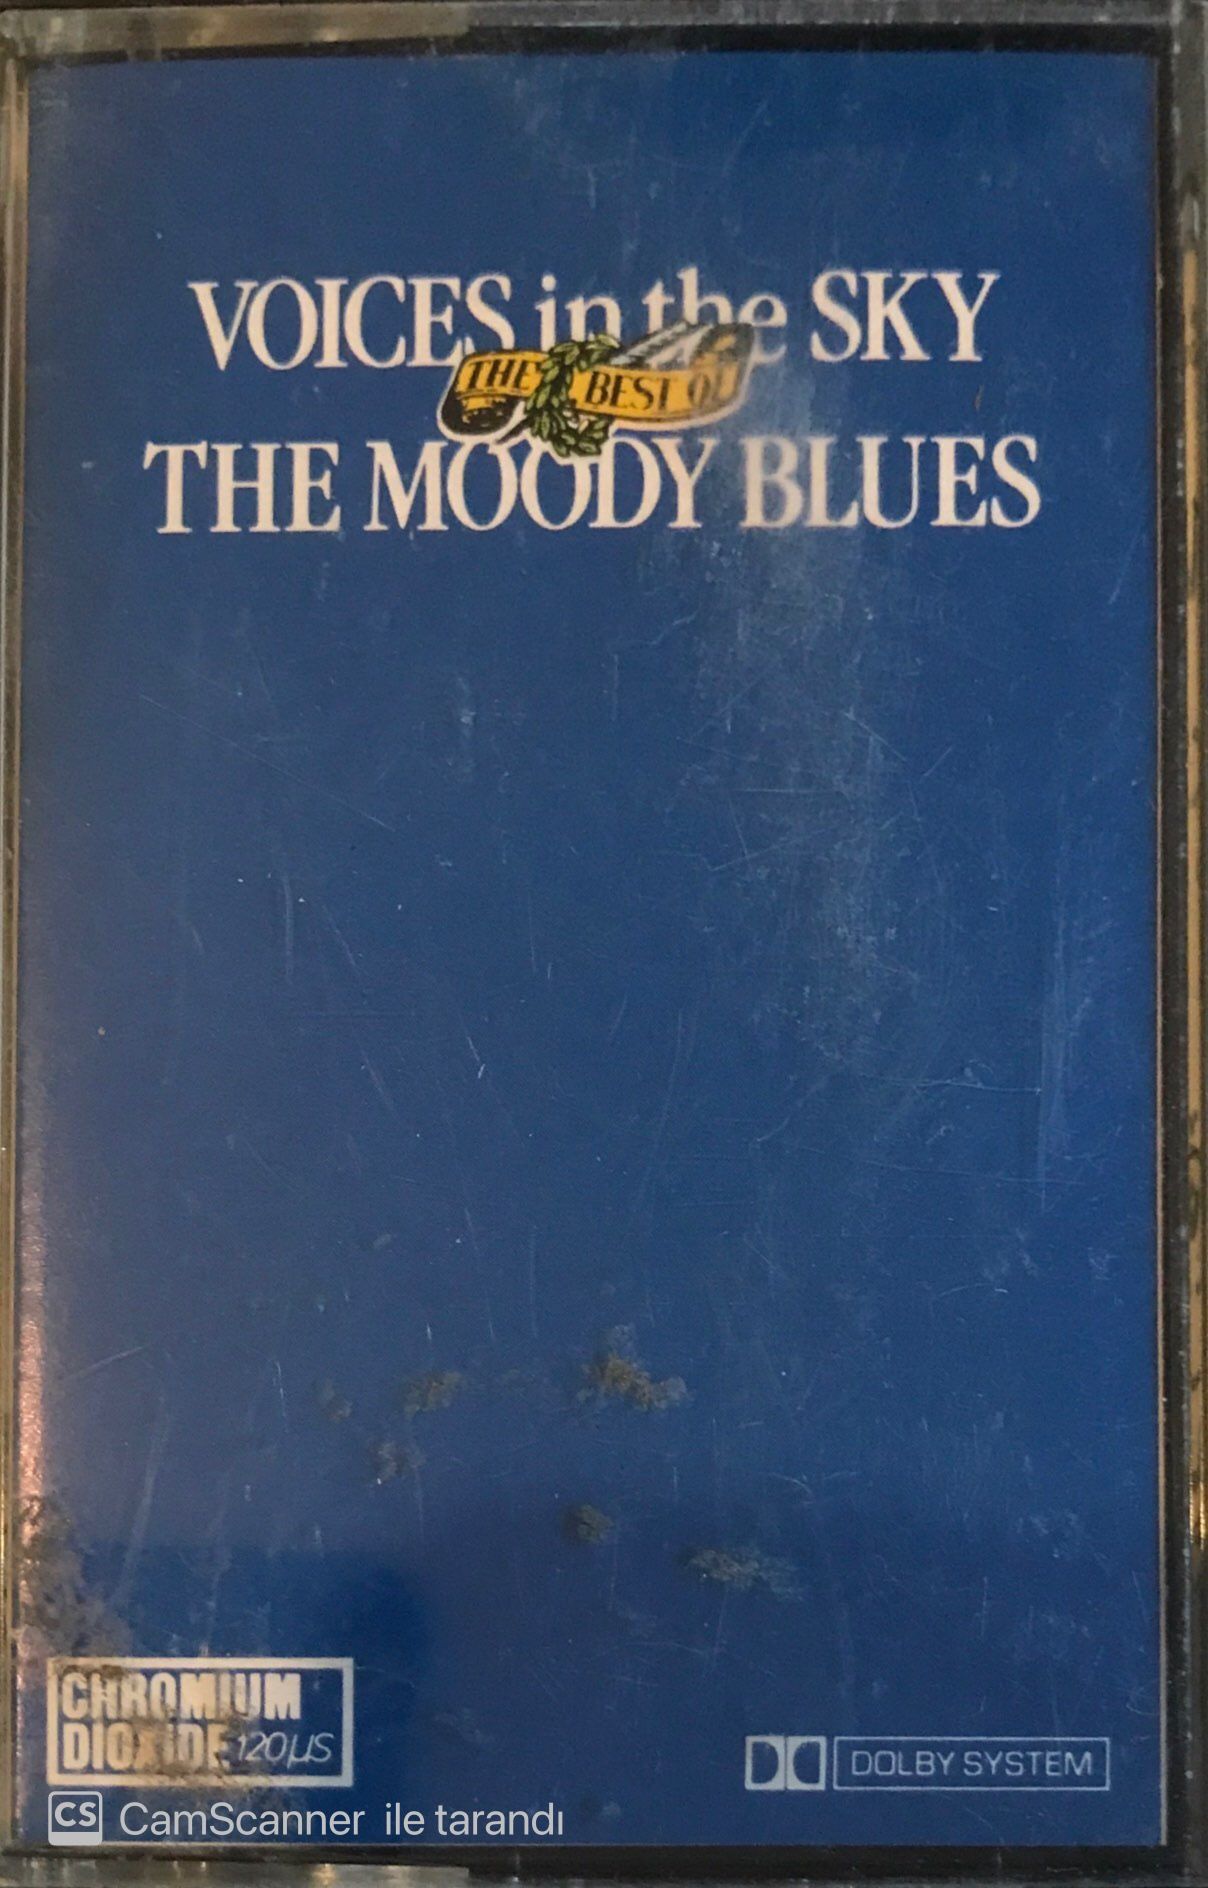 VOICES in the SKY
THE BEST OF
THE MOODY BLUES
CHROMIUM
DIOXIDE 120µs
DOLBY SYSTEM
CS CamScanner ile tarandı